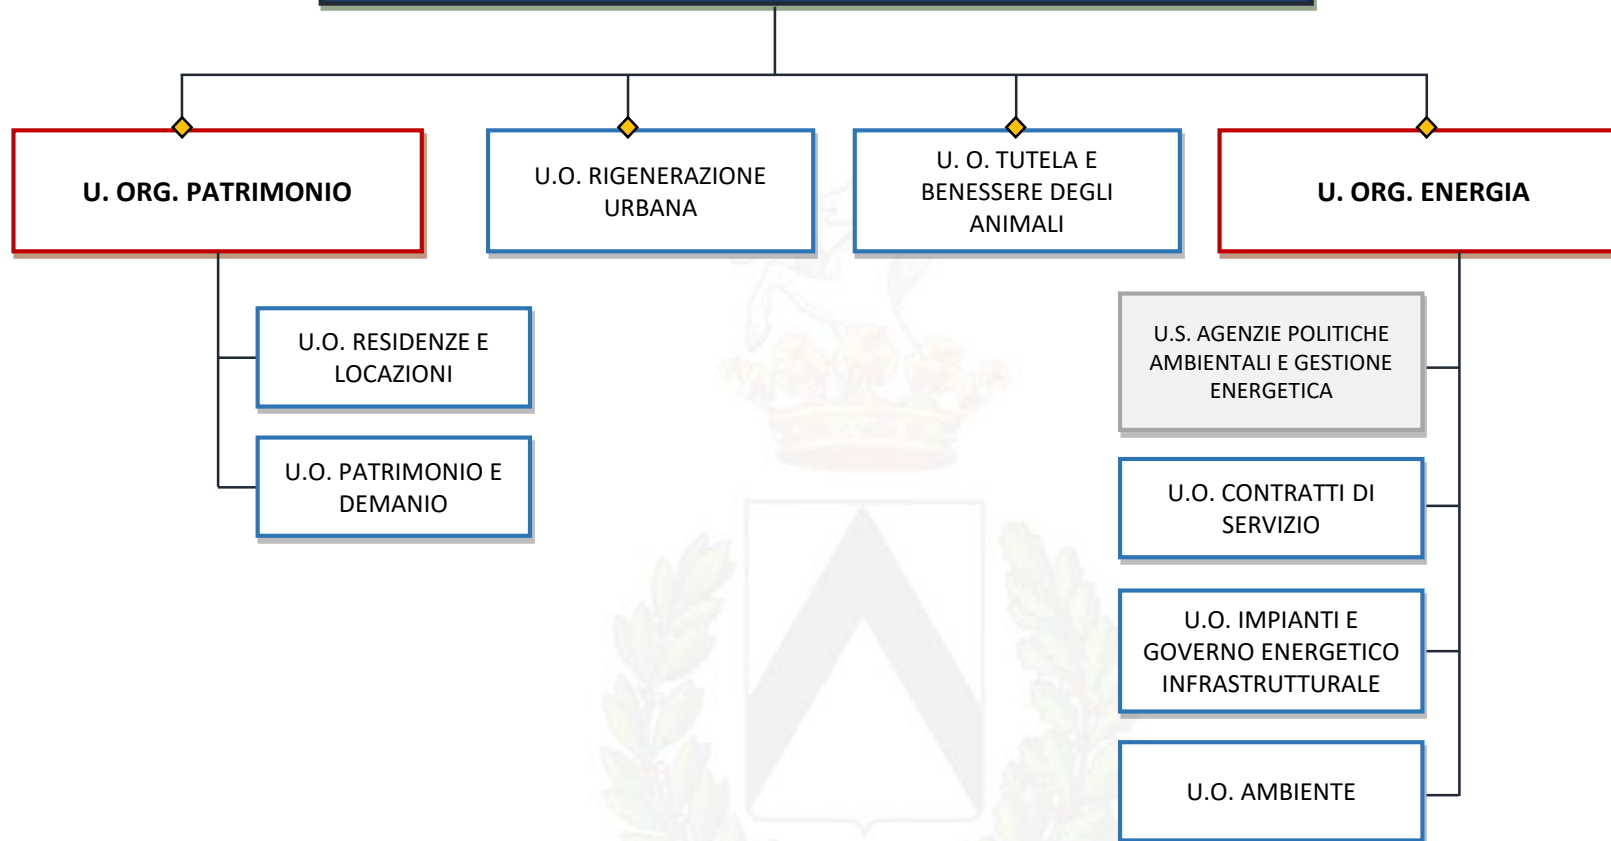 U. ORG. PATRIMONIO
U.O. RIGENERAZIONE
URBANA
U. O. TUTELA E
BENESSERE DEGLI
ANIMALI
U. ORG. ENERGIA
U.O. RESIDENZE E
LOCAZIONI
U.O. PATRIMONIO E
DEMANIO
U.S. AGENZIE POLITICHE
AMBIENTALI E GESTIONE
ENERGETICA
U.O. CONTRATTI DI
SERVIZIO
U.O. IMPIANTI E
GOVERNO ENERGETICO
INFRASTRUTTURALE
U.O. AMBIENTE